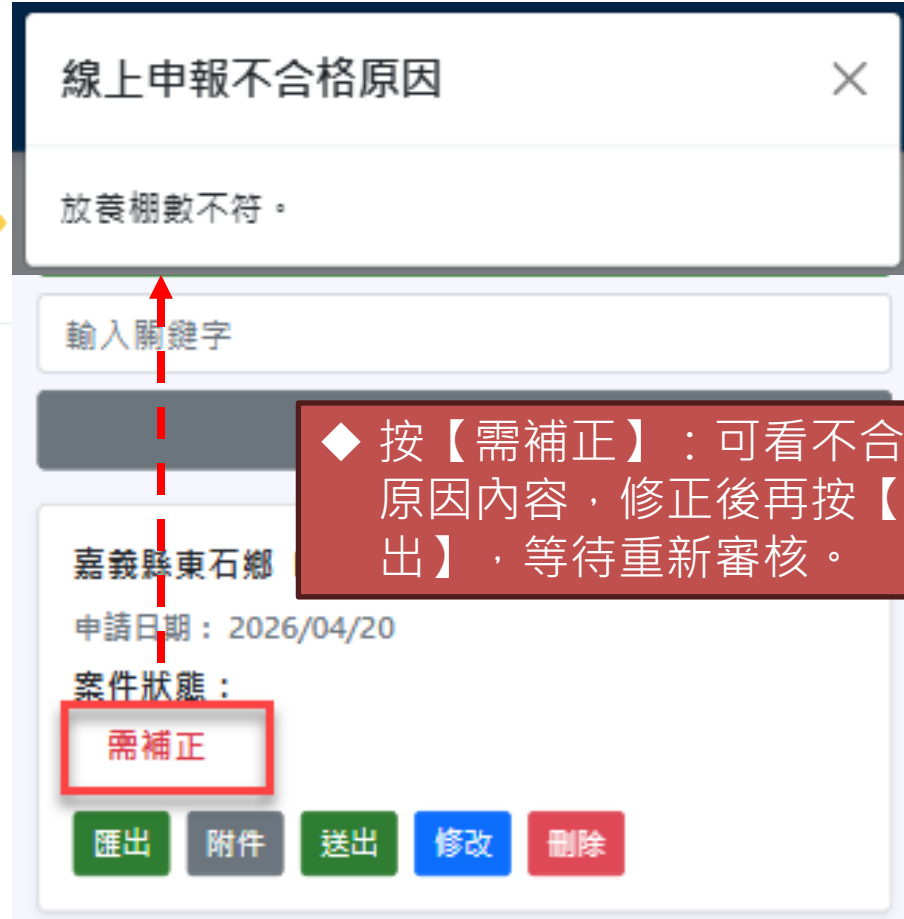 線上申報不合格原因
放養棚數不符。
輸入關鍵字
◆ 按【需補正】:可看不合
原因內容,修正後再按【
出】,等待重新審核。
嘉義縣東石鄉
申請日期: 2026/04/20
案件狀態:
需補正
匯出 附件 送出 修改 刪除